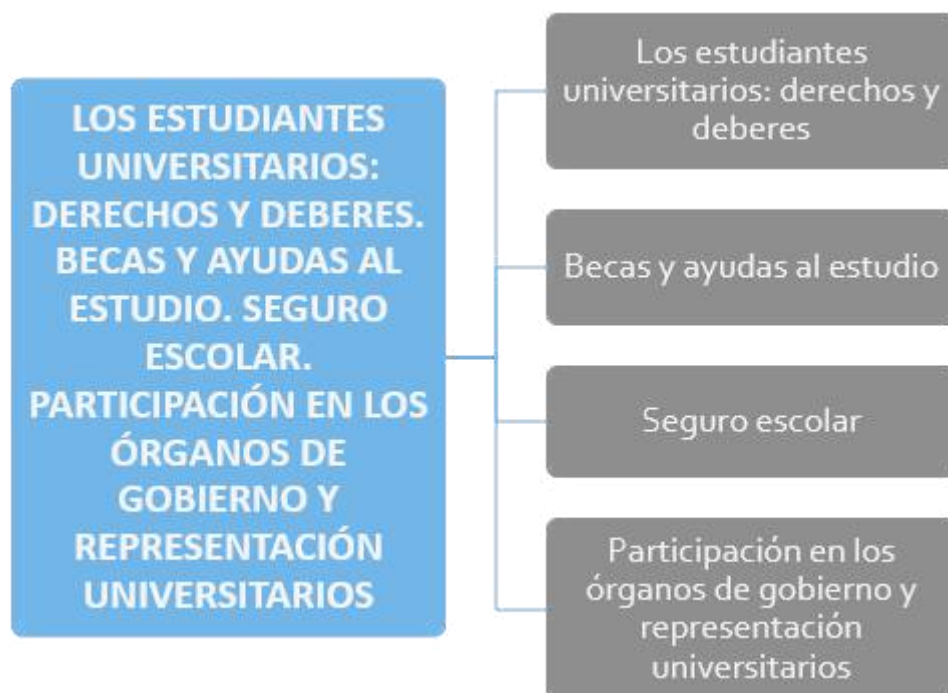 LOS ESTUDIANTES
UNIVERSITARIOS:
DERECHOS Y DEBERES.
BECAS Y AYUDAS AL
ESTUDIO. SEGURO
ESCOLAR.
PARTICIPACIÓN EN LOS
ÓRGANOS DE
GOBIERNO Y
REPRESENTACIÓN
UNIVERSITARIOS
Los estudiantes
universitarios: derechos y
deberes
Becas y ayudas al estudio
Seguro escolar
Participación en los
órganos de gobierno y
representación
universitarios